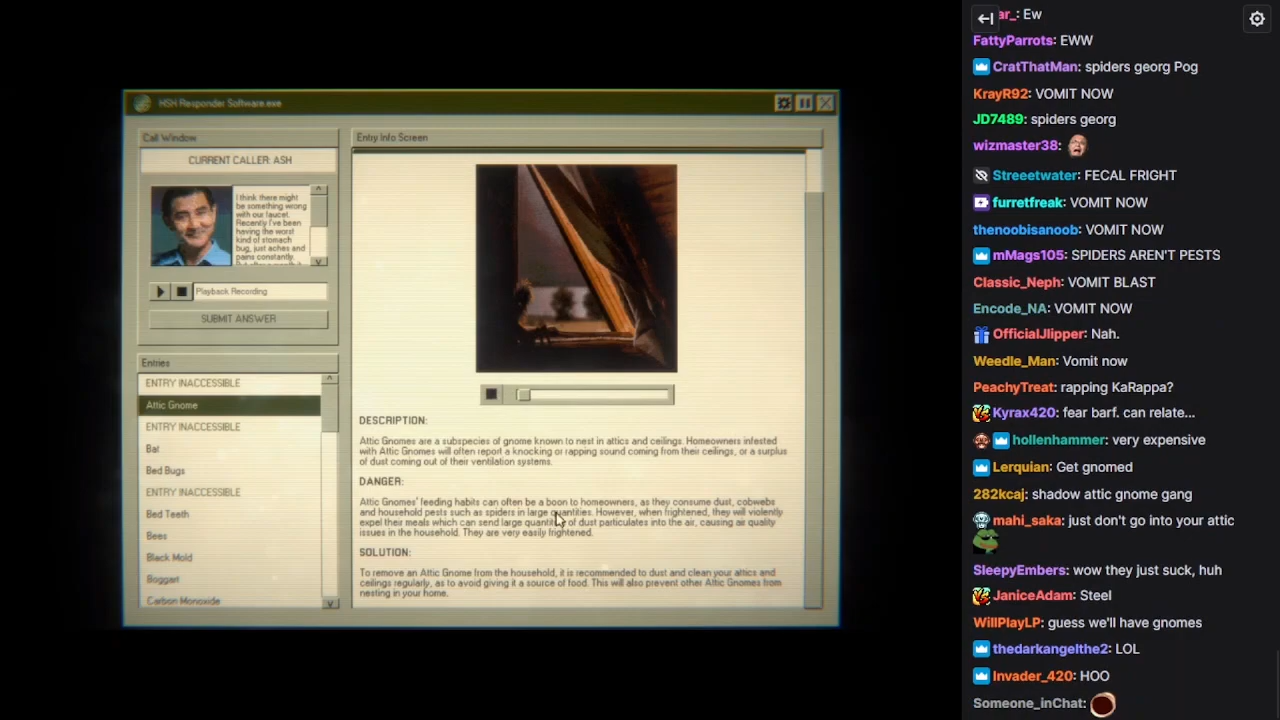 HSH Responder Software.exe
Call Window
CURRENT CALLER: ASH
I think there might
be something wrong
with our faucet.
Recently I've been
having the worst
kind of stomach
bug, just aches and
pains constantly.
Playback Recording
SUBMIT ANSWER
Entries
ENTRY INACCESSIBLE
Attic Gnome
ENTRY INACCESSIBLE
Bat
Bed Bugs
ENTRY INACCESSIBLE
Bed Teeth
Bees
Black Mold
Boggart
Carbon Monoxide
Entry Info Screen
DESCRIPTION:
Attic Gnomes are a subspecies of gnome known to nest in attics and ceilings. Homeowners infested
with Attic Gnomes will often report a knocking or rapping sound coming from their ceilings, or a surplus
of dust coming out of their ventilation systems.
DANGER:
Attic Gnomes' feeding habits can often be a boon to homeowners, as they consume dust, cobwebs
and household pests such as spiders in large quantities. However, when frightened, they will violently
expel their meals which can send large quantities of dust particulates into the air, causing air quality
issues in the household. They are very easily frightened.
SOLUTION:
To remove an Attic Gnome from the household, it is recommended to dust and clean your attics and
ceilings regularly, as to avoid giving it a source of food. This will also prevent other Attic Gnomes from
nesting in your home.
ar_: Ew
FattyParrots: EWW
CratThatMan: spiders georg Pog
KrayR92: VOMIT NOW
JD7489: spiders georg
wizmaster38:
Streeetwater: FECAL FRIGHT
furretfreak: VOMIT NOW
thenoobisanoob: VOMIT NOW
mMags105: SPIDERS AREN'T PESTS
Classic_Neph: VOMIT BLAST
Encode_NA: VOMIT NOW
OfficialJlipper: Nah.
Weedle_Man: Vomit now
PeachyTreat: rapping KaRappa?
Kyrax420: fear barf. can relate...
hollenhammer: very expensive
Lerquian: Get gnomed
282kcaj: shadow attic gnome gang
mahi_saka: just don't go into your attic
SleepyEmbers: wow they just suck, huh
JaniceAdam: Steel
WillPlayLP: guess we'll have gnomes
thedarkangelthe2: LOL
Invader_420: HOO
Someone_inChat: